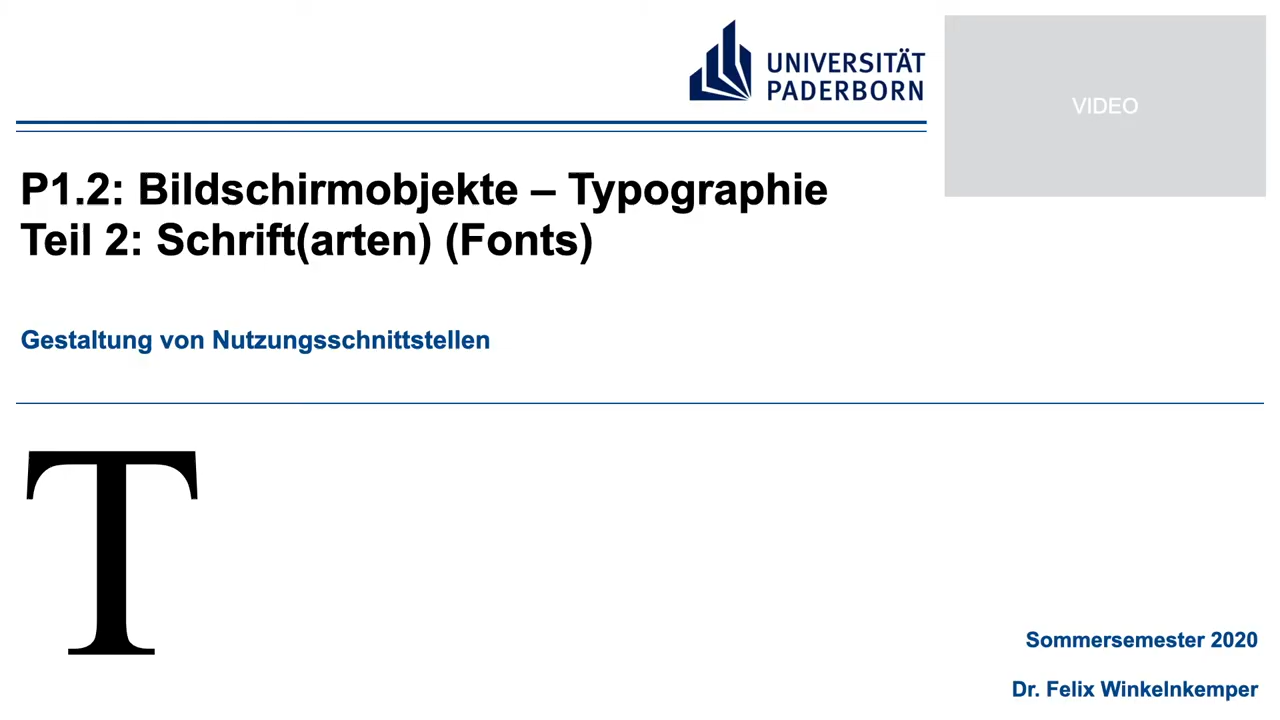 UNIVERSITÄT
PADERBORN
VIDEO
P1.2: Bildschirmobjekte – Typographie
Teil 2: Schrift(arten) (Fonts)
Gestaltung von Nutzungsschnittstellen
T
Sommersemester 2020
Dr. Felix Winkelnkemper